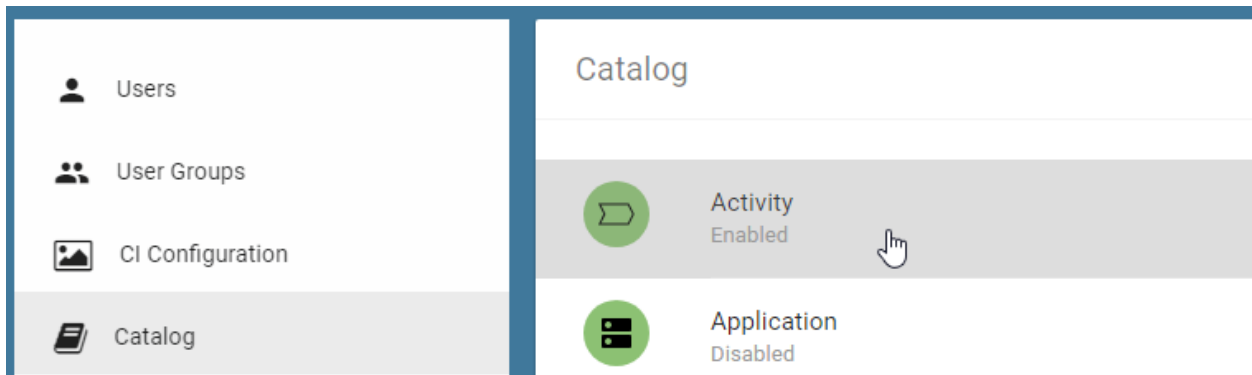 Users
User Groups
CI Configuration
Catalog
Catalog
Activity
Enabled
Application
Disabled